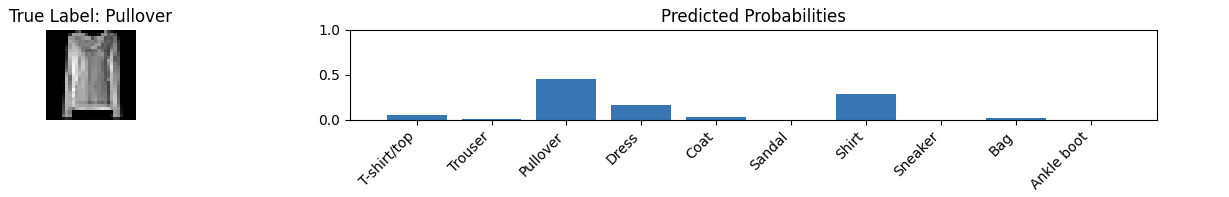 True Label: Pullover
Predicted Probabilities
1.0
0.5
0.0
T-shirt/top
Trouser
Pullover
Dress
Coat
Sandal
Shirt
Sneaker
Bag
Ankle boot